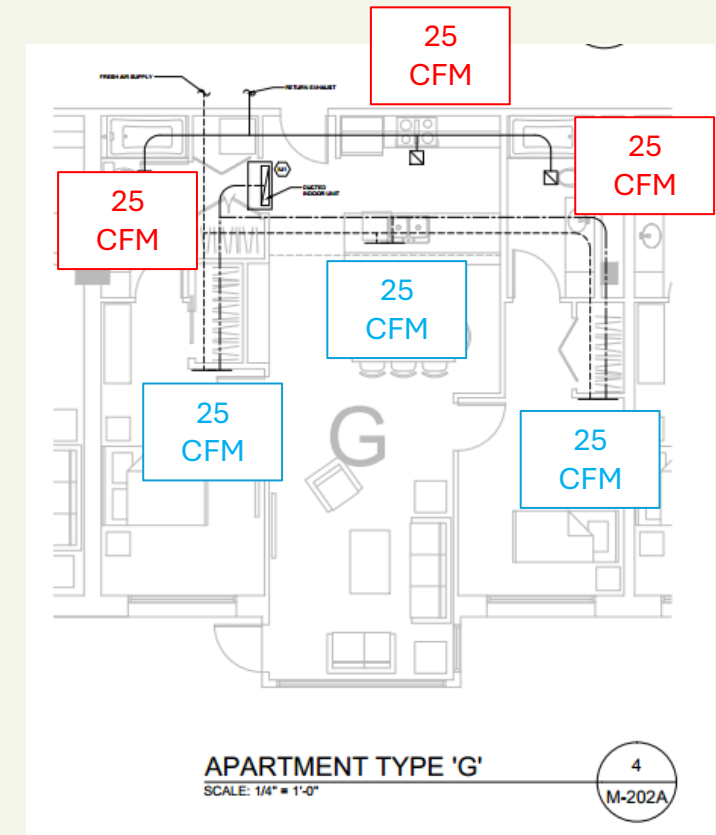 25
CFM
FRESH AIR SUPPLY
RETURN EXHAUST
25
CFM
25
CFM
DUCTED
INDOOR UNIT
25
CFM
25
CFM
25
CFM
G
APARTMENT TYPE 'G'
SCALE: 1/4" = 1'-0"
4
M-202A